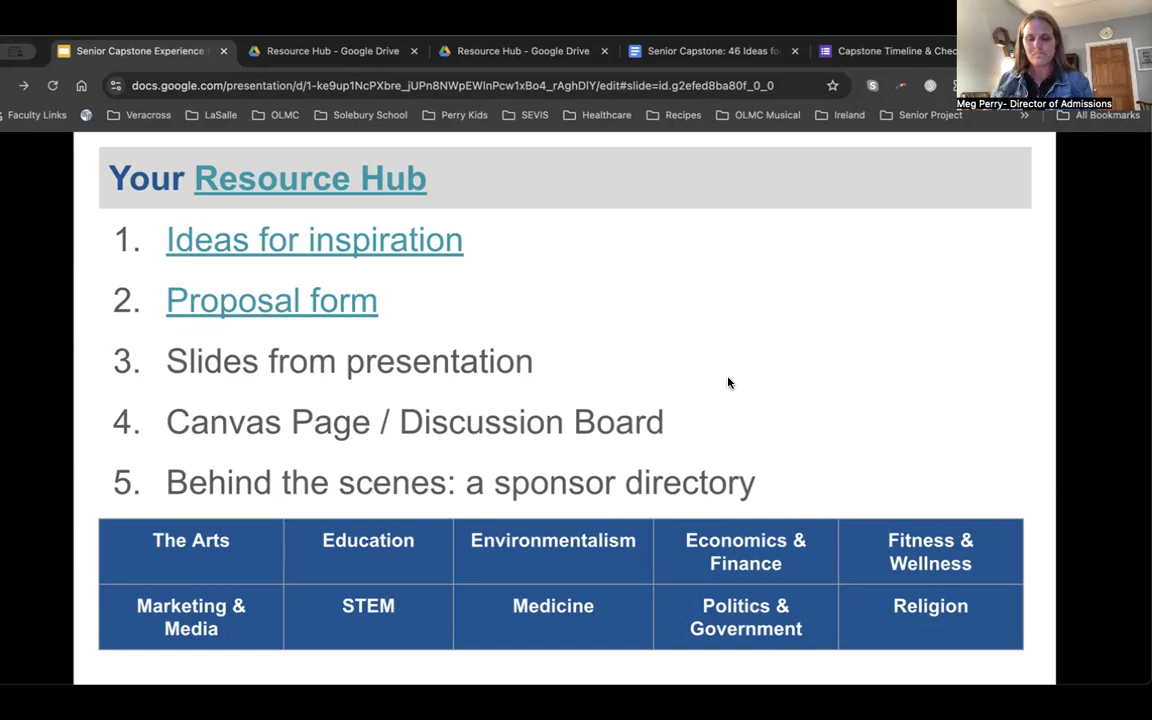 Senior Capstone Experience
Resource Hub - Google Drive
Resource Hub - Google Drive
Senior Capstone: 46 Ideas fo
Capstone Timeline & Chec
Meg Perry- Director of Admissions
docs.google.com/presentation/d/1-ke9up1NcPXbre_jUPn8NWpEWlnPcw1xBo4_rAghDIY/edit#slide=id.g2efed8ba80f_0_0
Faculty Links
Veracross
LaSalle
OLMC
Solebury School
Perry Kids
SEVIS
Healthcare
Recipes
OLMC Musical
Ireland
Senior Project
All Bookmarks
Your Resource Hub
1. Ideas for inspiration
2. Proposal form
3. Slides from presentation
4. Canvas Page / Discussion Board
5. Behind the scenes: a sponsor directory
The Arts
Education
Environmentalism
Economics &
Finance
Fitness &
Wellness
Marketing &
Media
STEM
Medicine
Politics &
Government
Religion